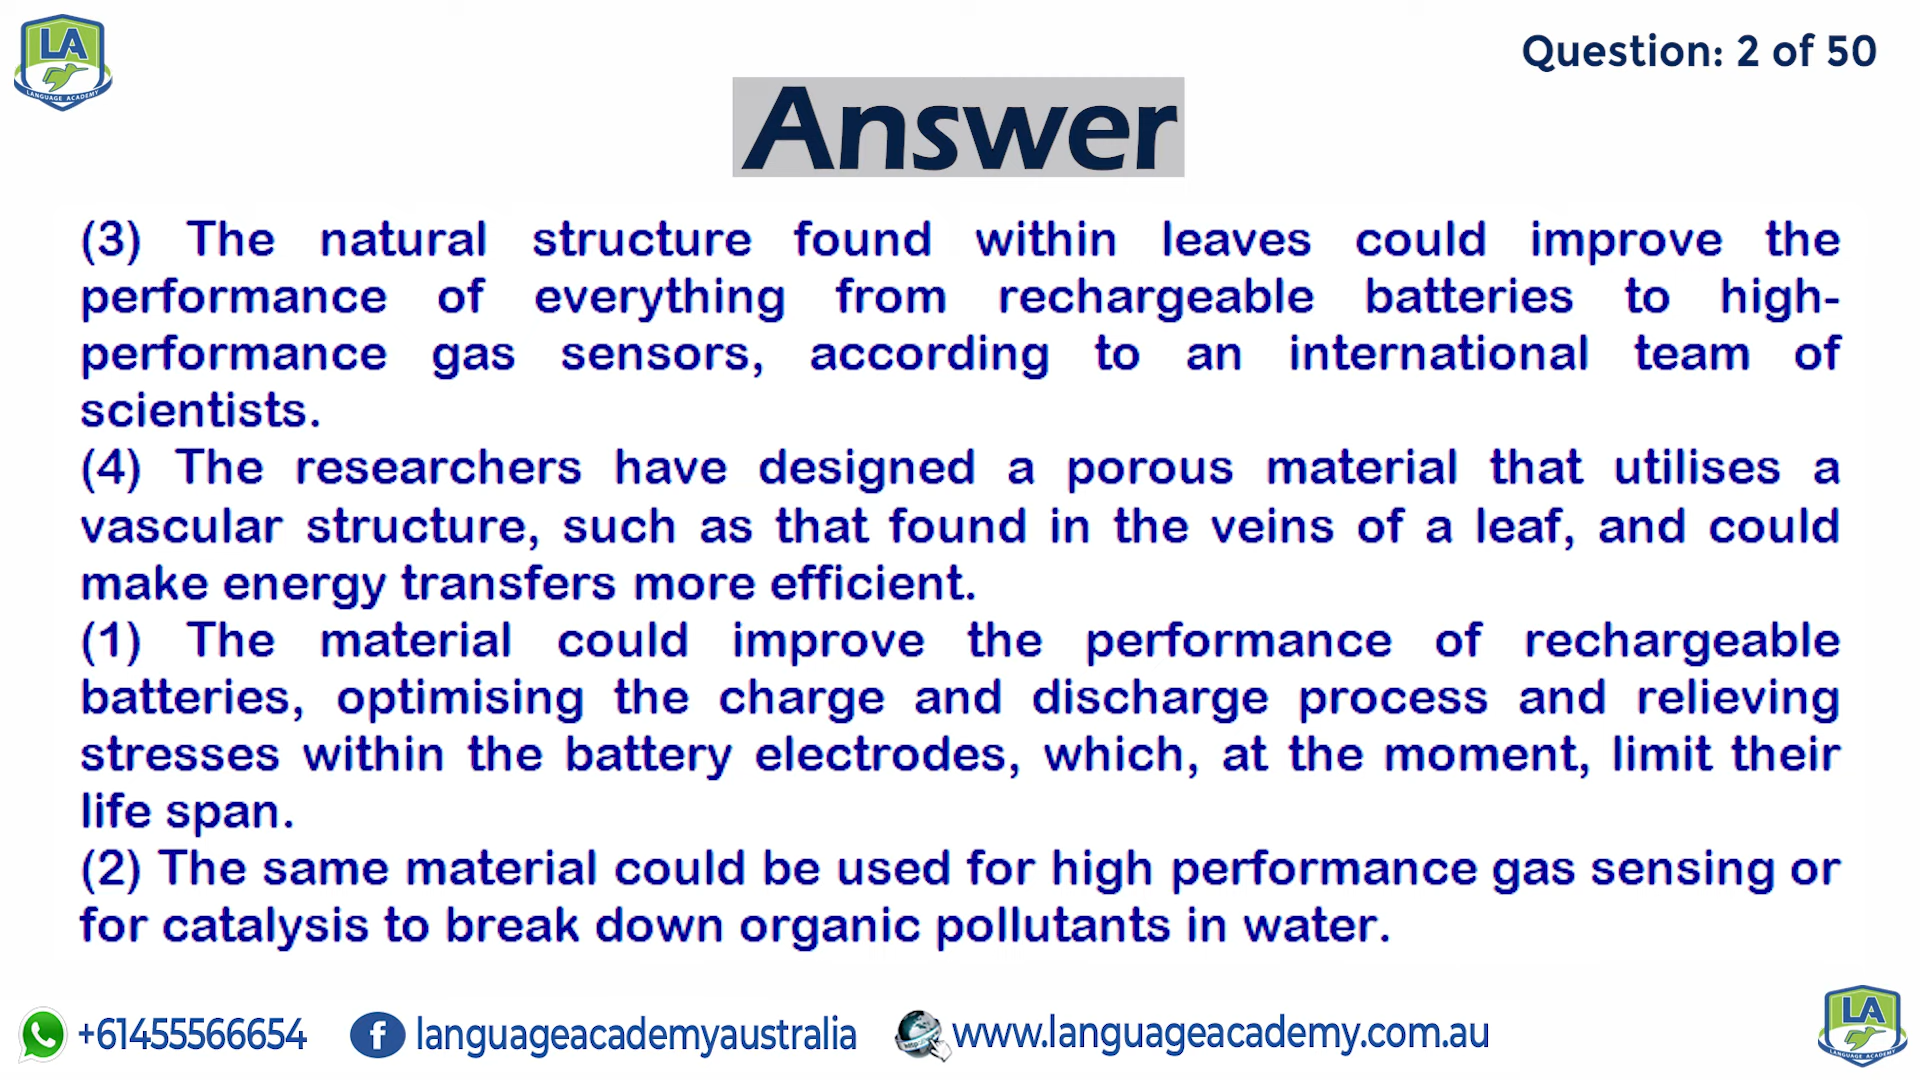 LA
LANGUAGE ACADEMY
Question: 2 of 50
Answer
(3) The natural structure found within leaves could improve the
performance of everything from rechargeable batteries to high-
performance gas sensors, according to an international team of
scientists.
(4) The researchers have designed a porous material that utilises a
vascular structure, such as that found in the veins of a leaf, and could
make energy transfers more efficient.
(1) The material could improve the performance of rechargeable
batteries, optimising the charge and discharge process and relieving
stresses within the battery electrodes, which, at the moment, limit their
life span.
(2) The same material could be used for high performance gas sensing or
for catalysis to break down organic pollutants in water.
+61455566654
languageacademyaustralia
www.languageacademy.com.au
LA
LANGUAGE ACADEMY